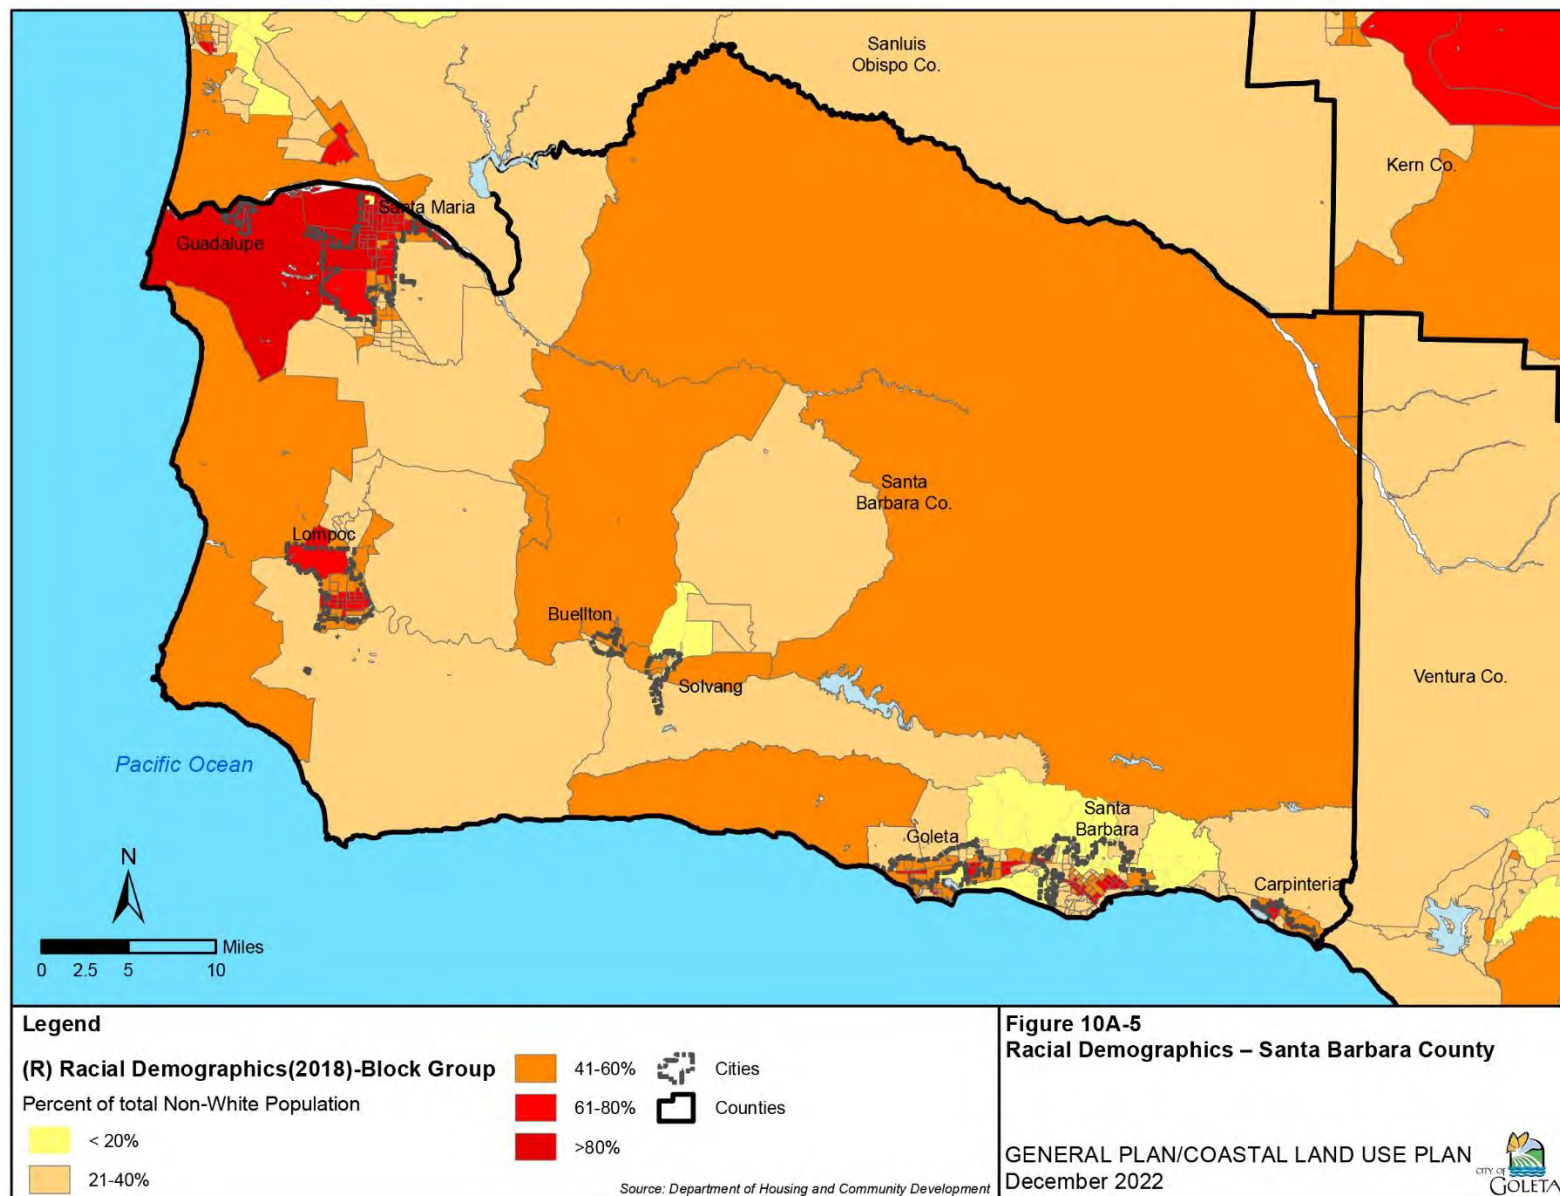 Sanluis
Obispo Co.
Kern Co.
Santa Maria
Guadalupe
Santa
Barbara Co.
Lompoc
Buellton
Solvang
Ventura Co.
Pacific Ocean
Santa
Barbara
Goleta
Carpinteria
N
Miles
0 2.5 5 10
Legend
(R) Racial Demographics(2018)-Block Group
Percent of total Non-White Population
< 20%
21-40%
41-60%
61-80%
>80%
Cities
Counties
Source: Department of Housing and Community Development
Figure 10A-5
Racial Demographics – Santa Barbara County
GENERAL PLAN/COASTAL LAND USE PLAN
December 2022
CITY OF
GOLETA